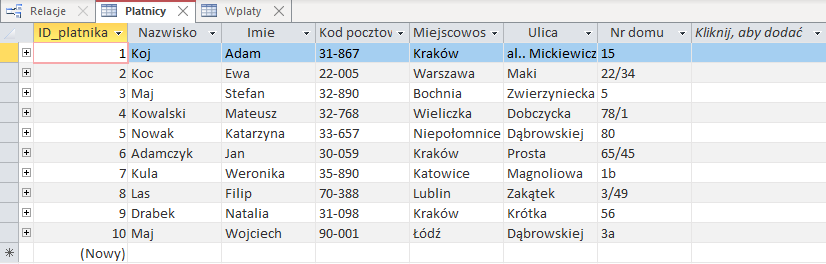 Relacje Płatnicy Wpłaty
ID_płatnika Nazwisko Imie Kod pocztow Miejscowos Ulica Nr domu Kliknij, aby dodać
1 Koj Adam 31-867 Kraków al.. Mickiewicz 15
2 Koc Ewa 22-005 Warszawa Maki 22/34
3 Maj Stefan 32-890 Bochnia Zwierzyniecka 5
4 Kowalski Mateusz 32-768 Wieliczka Dobczycka 78/1
5 Nowak Katarzyna 33-657 Niepołomnice Dąbrowskiej 80
6 Adamczyk Jan 30-059 Kraków Prosta 65/45
7 Kula Weronika 35-890 Katowice Magnoliowa 1b
8 Las Filip 70-388 Lublin Zakątek 3/49
9 Drabek Natalia 31-098 Kraków Krótka 56
10 Maj Wojciech 90-001 Łódź Dąbrowskiej 3a
(Nowy)